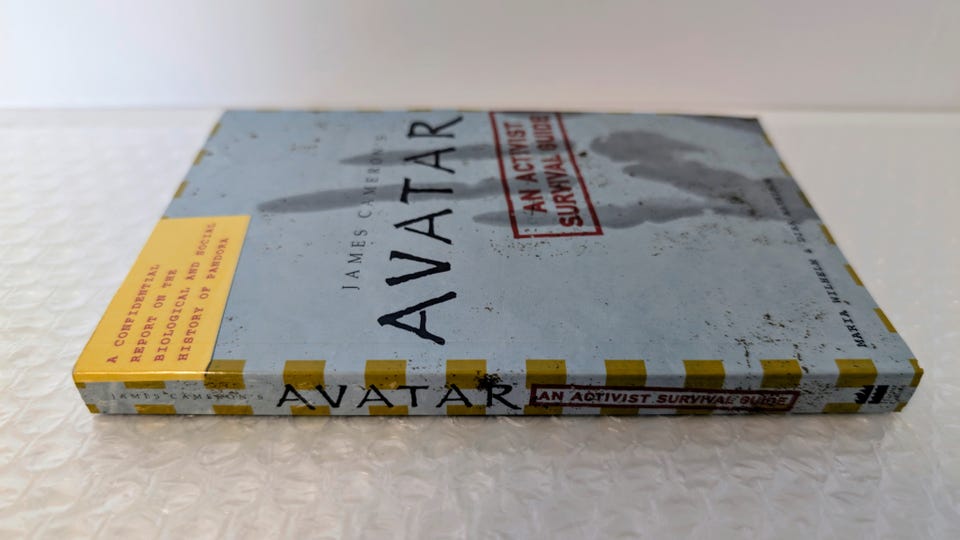 A CONFIDENTIAL
REPORT ON THE
BIOLOGICAL AND SOCIAL
HISTORY OF PANDORA
JAMES CAMERON'S
AVATAR
AN ACTIVIST
SURVIVAL GUIDE
MARIA WILHELM &
JAMES CAMERON'S
AVATAR
AN ACTIVIST SURVIVAL GUIDE